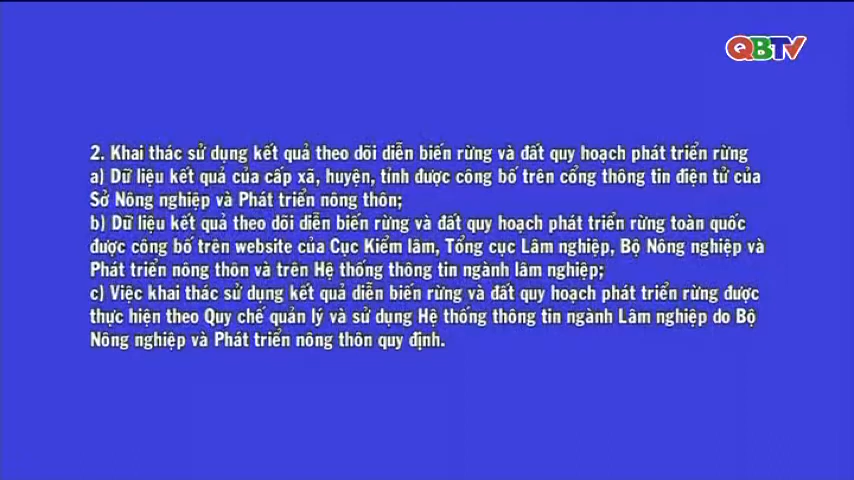 QBTV
2. Khai thác sử dụng kết quả theo dõi diễn biến rừng và đất quy hoạch phát triển rừng
a) Dữ liệu kết quả của cấp xã, huyện, tỉnh được công bố trên cổng thông tin điện tử của
Sở Nông nghiệp và Phát triển nông thôn;
b) Dữ liệu kết quả theo dõi diễn biến rừng và đất quy hoạch phát triển rừng toàn quốc
được công bố trên website của Cục Kiểm lâm, Tổng cục Lâm nghiệp, Bộ Nông nghiệp và
Phát triển nông thôn và trên Hệ thống thông tin ngành lâm nghiệp;
c) Việc khai thác sử dụng kết quả diễn biến rừng và đất quy hoạch phát triển rừng được
thực hiện theo Quy chế quản lý và sử dụng Hệ thống thông tin ngành Lâm nghiệp do Bộ
Nông nghiệp và Phát triển nông thôn quy định.